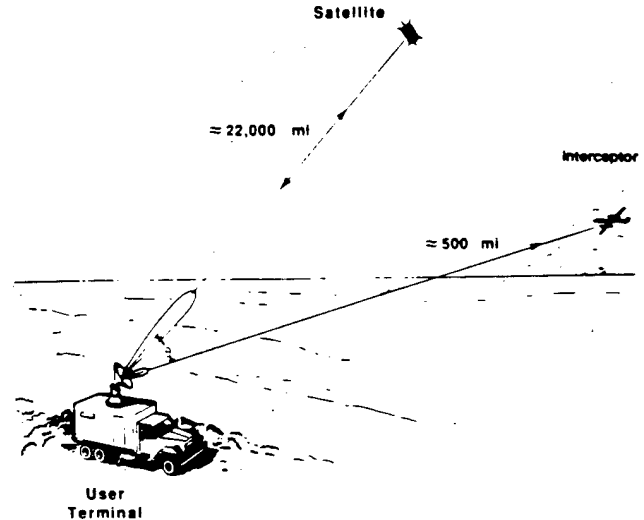 Satellite
≈ 22,000 mi
Interceptor
≈ 500 mi
User
Terminal